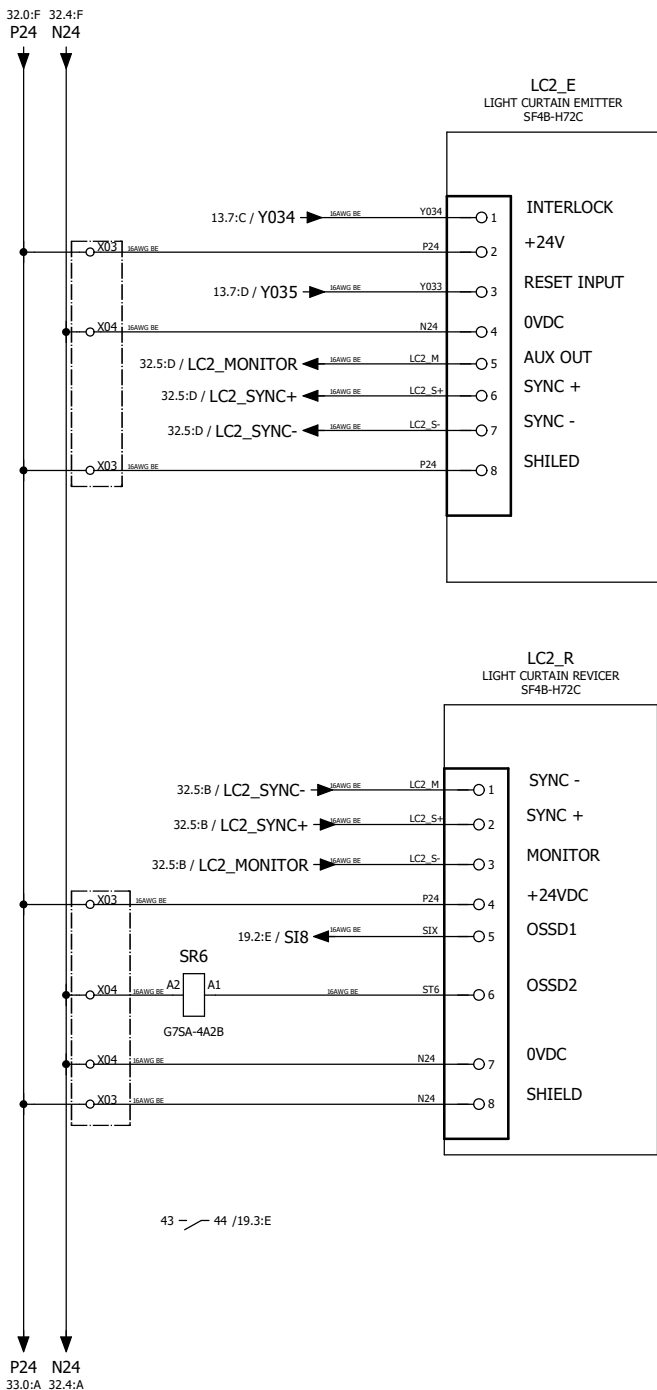 32.0:F 32.4:F
P24 N24
LC2_E
LIGHT CURTAIN EMITTER
SF4B-H72C
13.7:C / Y034 16AWG BE Y034 1 INTERLOCK
X03 16AWG BE P24 2 +24V
13.7:D / Y035 16AWG BE Y033 3 RESET INPUT
X04 16AWG BE N24 4 0VDC
32.5:D / LC2_MONITOR 16AWG BE LC2_M 5 AUX OUT
32.5:D / LC2_SYNC+ 16AWG BE LC2_S+ 6 SYNC +
32.5:D / LC2_SYNC- 16AWG BE LC2_S- 7 SYNC -
X03 16AWG BE P24 8 SHILED
LC2_R
LIGHT CURTAIN REVICER
SF4B-H72C
32.5:B / LC2_SYNC- 16AWG BE LC2_M 1 SYNC -
32.5:B / LC2_SYNC+ 16AWG BE LC2_S+ 2 SYNC +
32.5:B / LC2_MONITOR 16AWG BE LC2_S- 3 MONITOR
X03 16AWG BE P24 4 +24VDC
19.2:E / SI8 16AWG BE SIX 5 OSSD1
SR6
X04 16AWG BE A2 A1 16AWG BE ST6 6 OSSD2
G7SA-4A2B
X04 16AWG BE N24 7 0VDC
X03 16AWG BE N24 8 SHIELD
43 44 /19.3:E
P24 N24
33.0:A 32.4:A